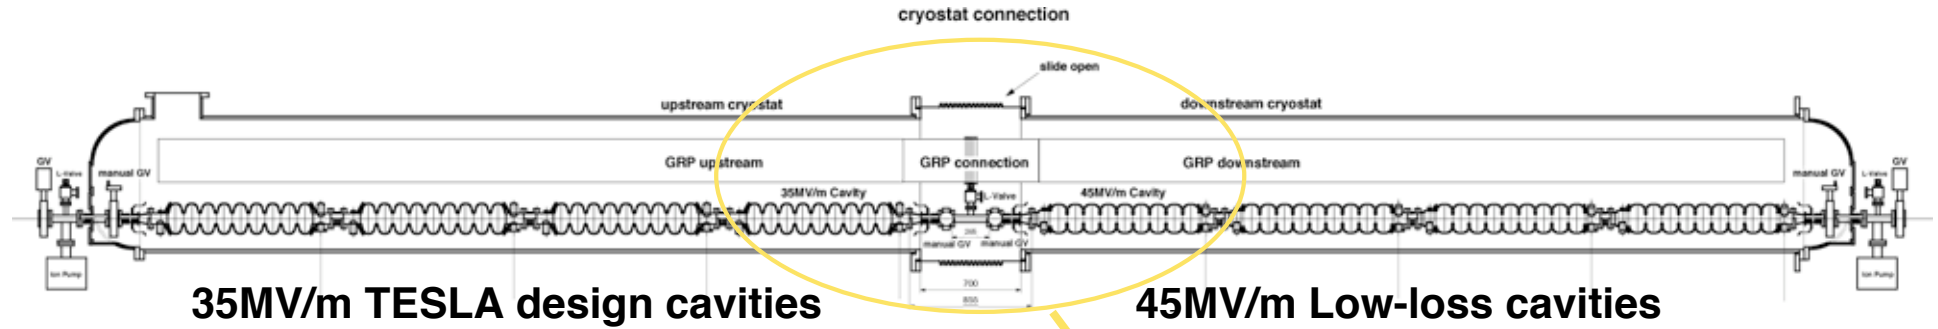 cryostat connection
slide open
upstream cryostat
downstream cryostat
GRP upstream
GRP connection
GRP downstream
GV
L-Valve
manual GV
35MV/m Cavity
45MV/m Cavity
L-Valve
manual GV
L-Valve
GV
manual GV
manual GV
Ion Pump
700
855
Ion Pump
35MV/m TESLA design cavities
45MV/m Low-loss cavities